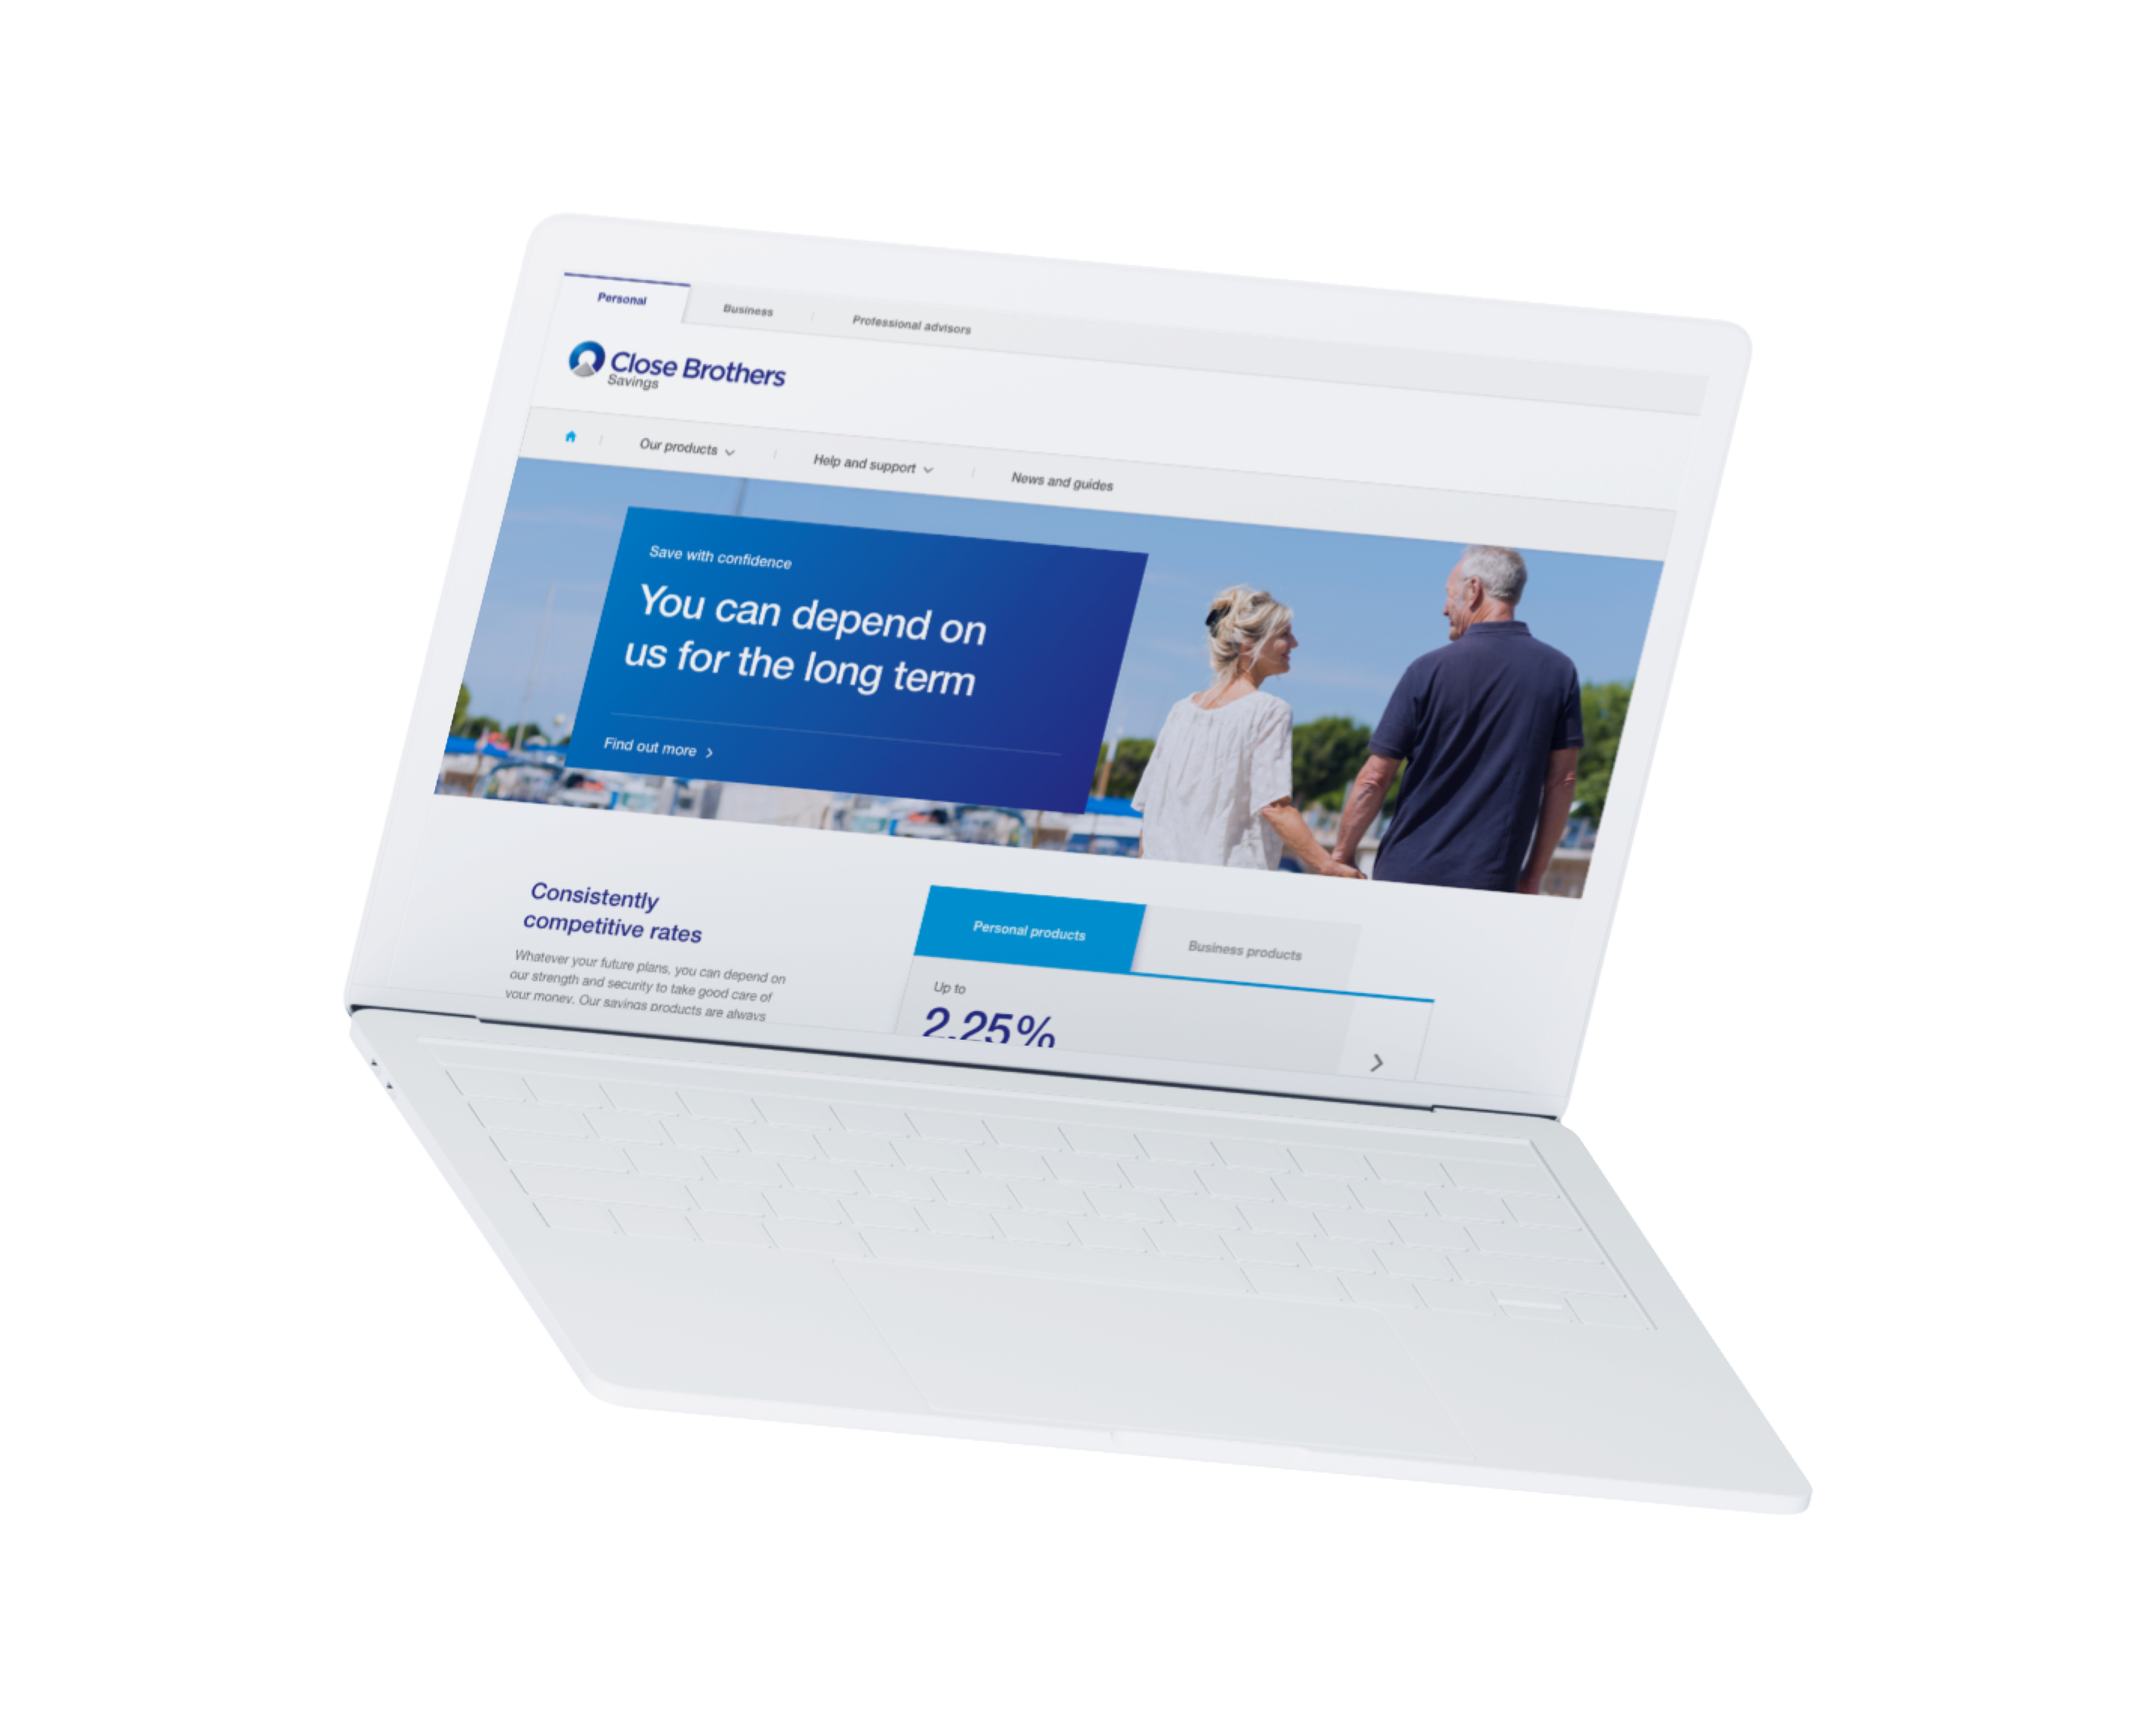 Personal
Business
Professional advisors
Close Brothers
Savings
Our products
Help and support
News and guides
Save with confidence
You can depend on
us for the long term
Find out more
Consistently
competitive rates
Whatever your future plans, you can depend on
our strength and security to take good care of
your money. Our savings products are always
Personal products
Business products
Up to
2.25%